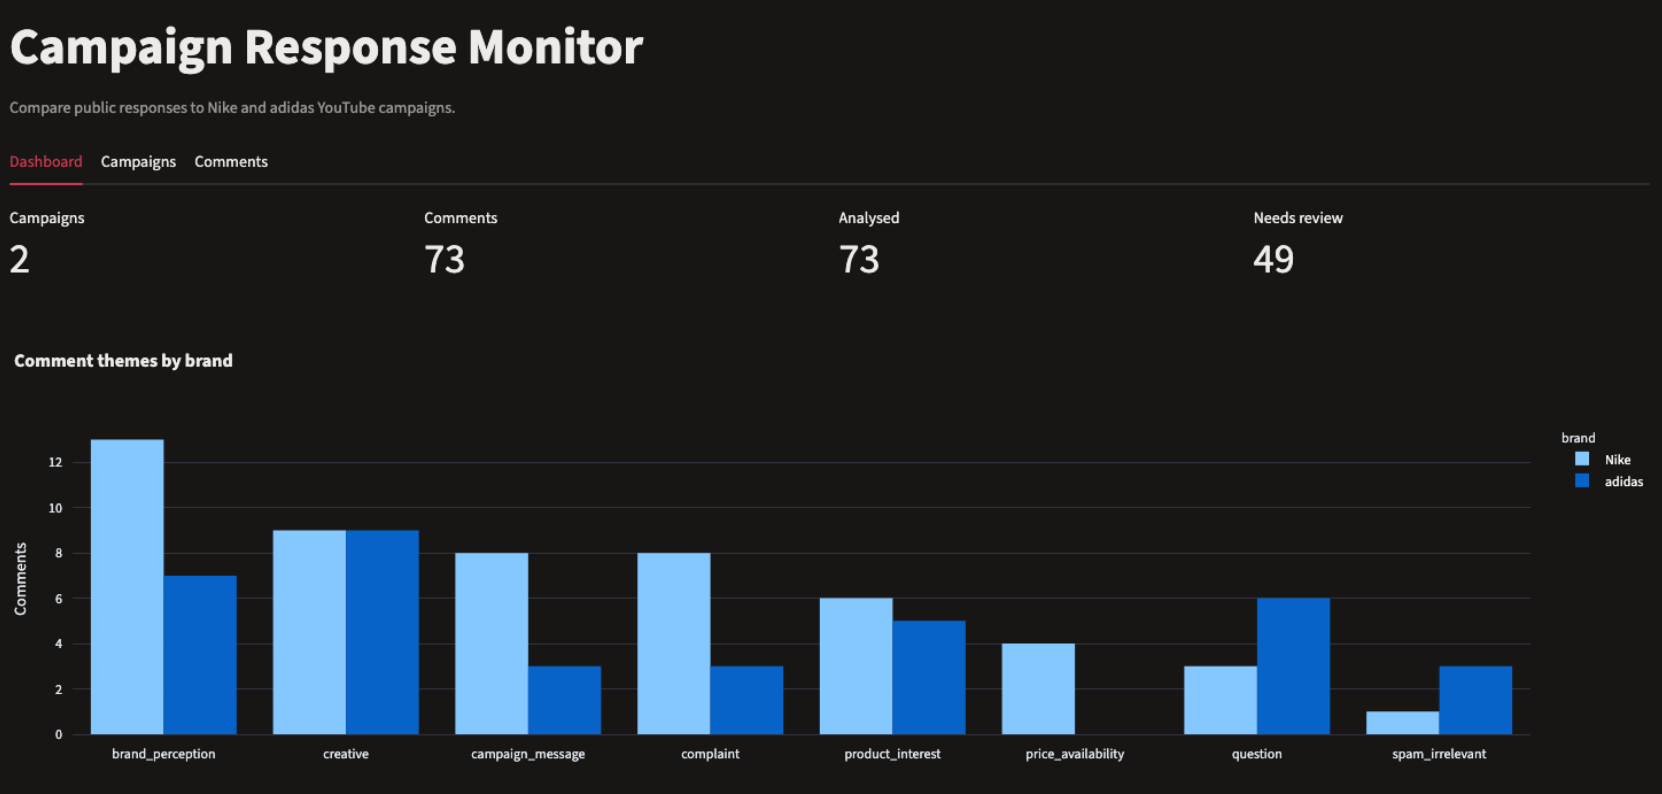 Campaign Response Monitor
Compare public responses to Nike and adidas YouTube campaigns.
Dashboard Campaigns Comments
Campaigns Comments Analysed Needs review
2 73 73 49
Comment themes by brand
brand
Nike
adidas
Comments
12
10
8
6
4
2
0
brand_perception creative campaign_message complaint product_interest price_availability question spam_irrelevant